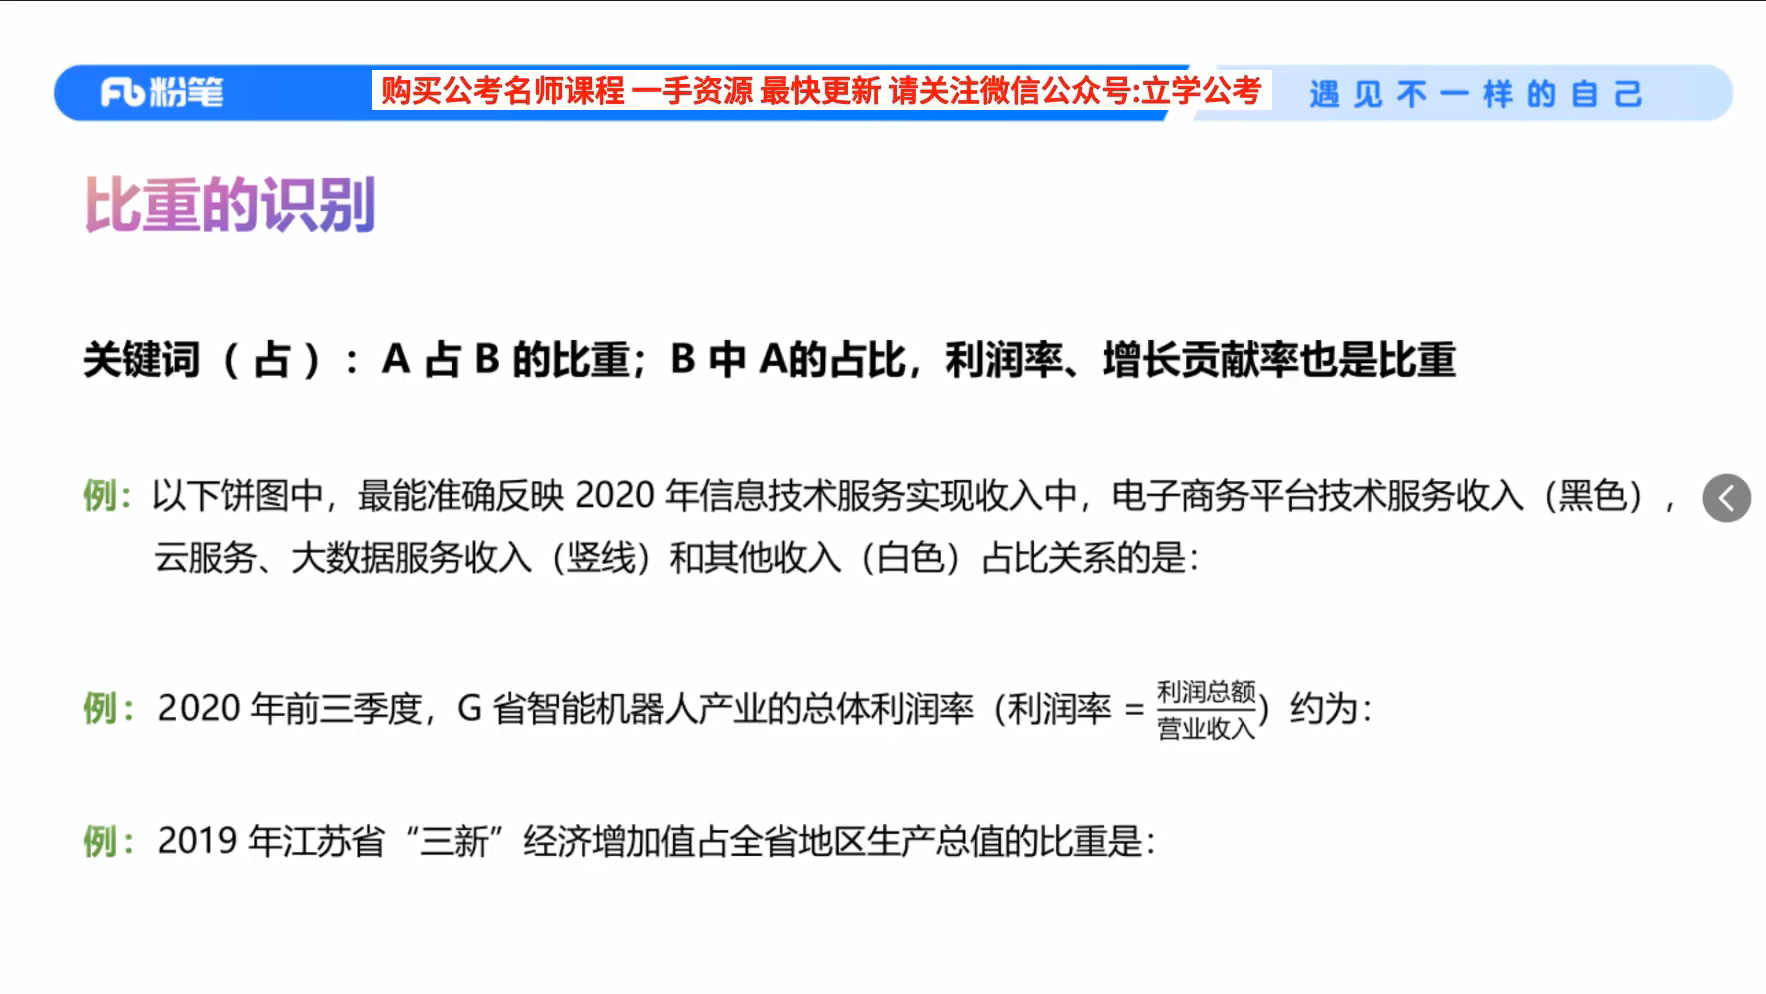 粉笔
购买公考名师课程 一手资源 最快更新 请关注微信公众号:立学公考
遇见不一样的自己
比重的识别
关键词（占）：A 占 B 的比重；B 中 A的占比，利润率、增长贡献率也是比重
例：以下饼图中，最能准确反映 2020 年信息技术服务实现收入中，电子商务平台技术服务收入（黑色），
云服务、大数据服务收入（竖线）和其他收入（白色）占比关系的是：
例：2020 年前三季度，G 省智能机器人产业的总体利润率（利润率 = 利润总额/营业收入）约为：
例：2019 年江苏省“三新”经济增加值占全省地区生产总值的比重是：